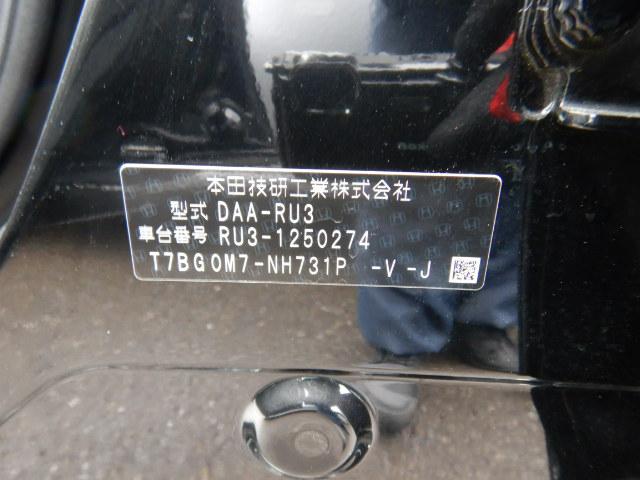 本田技研工業株式会社
型式 DAA-RU3
車台番号 RU3-1250274
T7BG0M7-NH731P -V -J